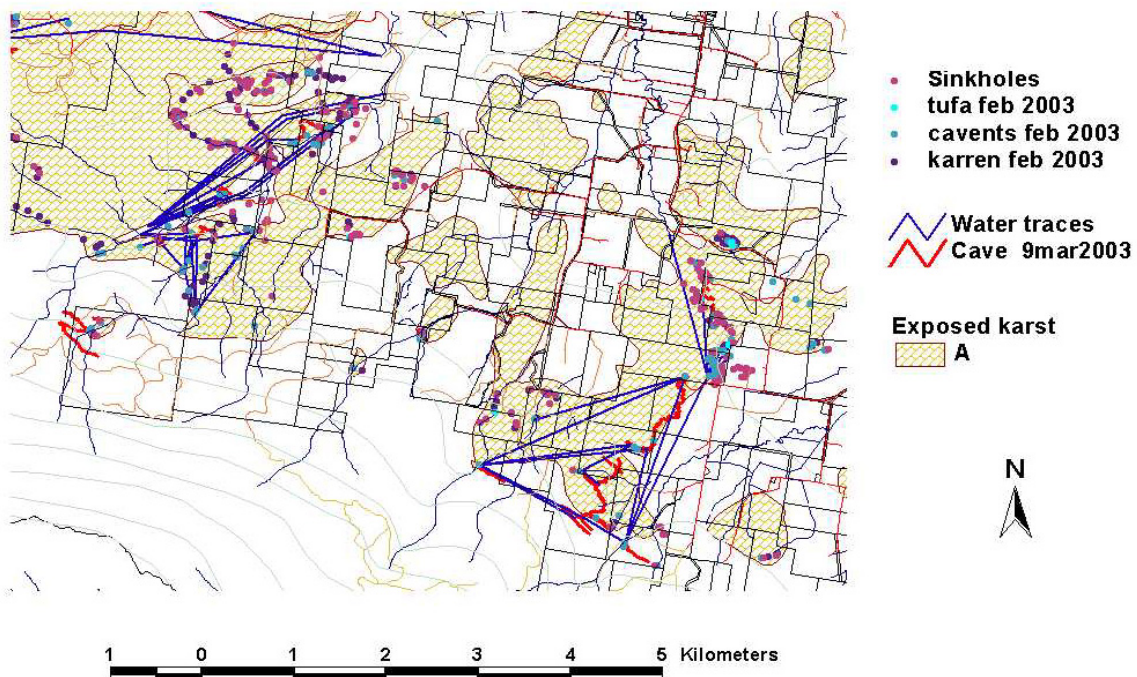 Sinkholes
tufa feb 2003
cavents feb 2003
karren feb 2003
Water traces
Cave 9mar2003
Exposed karst
A
N
1 0 1 2 3 4 5 Kilometers